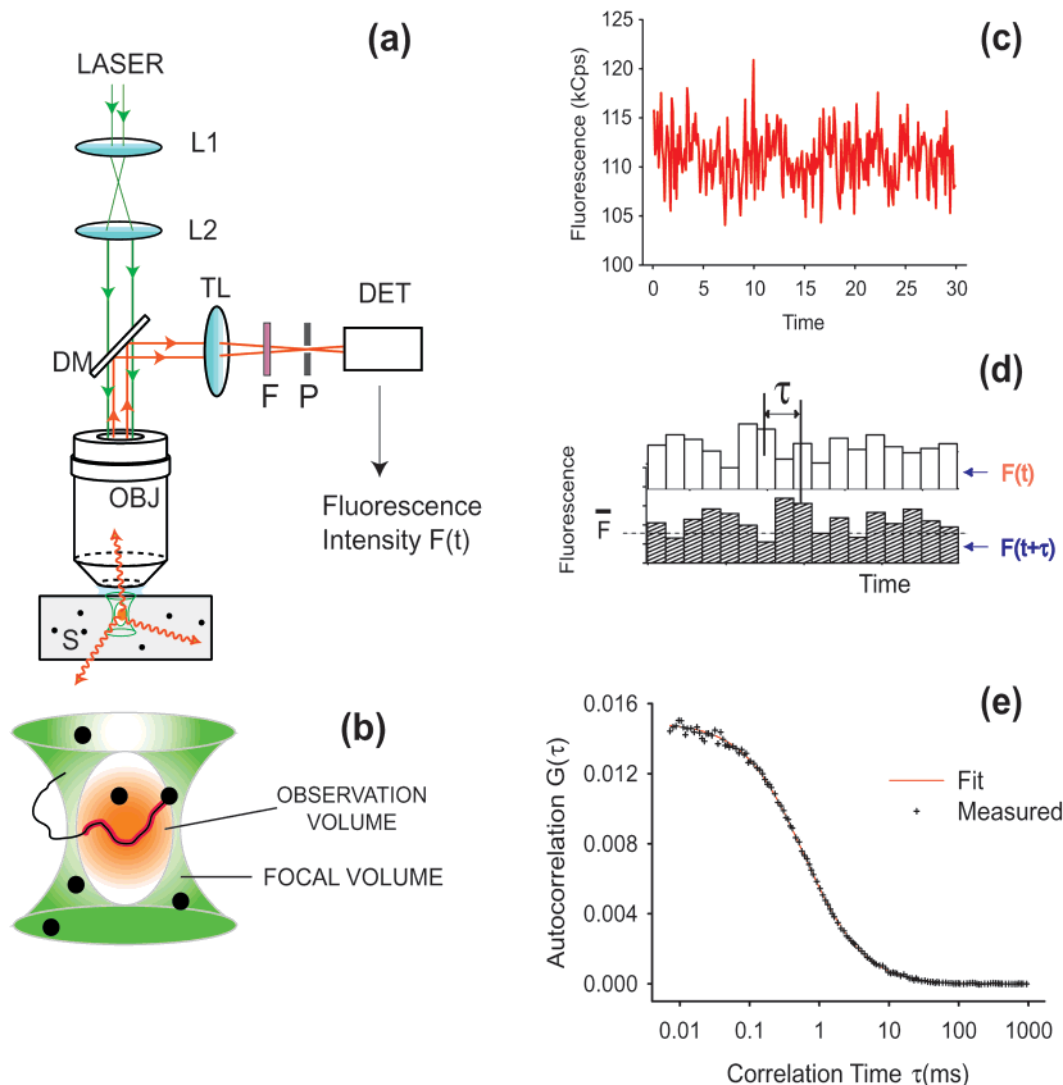 (a)
LASER
L1
L2
TL
DET
DM
F
P
OBJ
Fluorescence
Intensity F(t)
S
(b)
OBSERVATION
VOLUME
FOCAL VOLUME
(c)
Fluorescence (kCps)
125
120
115
110
105
100
0 5 10 15 20 25 30
Time
(d)
τ
F(t)
Fluorescence
F̅
F(t+τ)
Time
(e)
Autocorrelation G(τ)
0.016
0.012
0.008
0.004
0.000
Fit
Measured
0.01 0.1 1 10 100 1000
Correlation Time τ(ms)